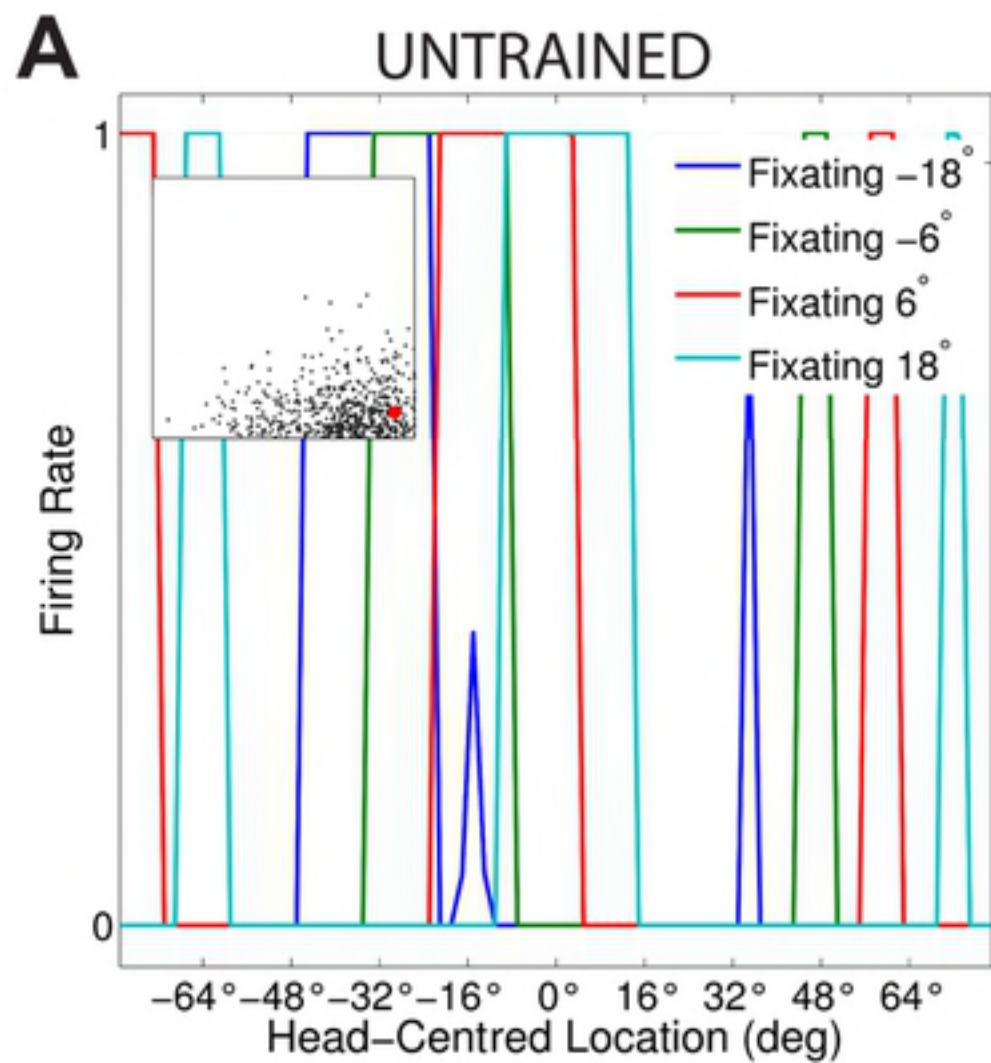 A
UNTRAINED
1
Fixating −18°
Fixating −6°
Fixating 6°
Fixating 18°
Firing Rate
0
−64° −48° −32° −16° 0° 16° 32° 48° 64°
Head−Centred Location (deg)